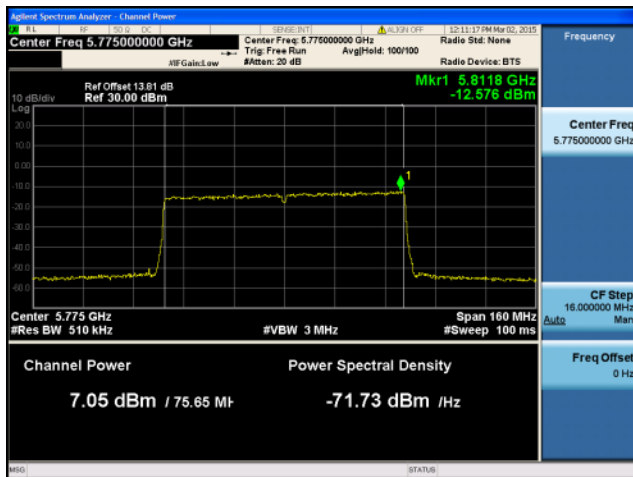 Agilent Spectrum Analyzer - Channel Power
RL RF 50 Ω DC SENSE:INT ALIGN OFF 12:11:17 PM Mar 02, 2015
Center Freq 5.775000000 GHz
Center Freq: 5.775000000 GHz
Radio Std: None
Trig: Free Run Avg|Hold: 100/100
#IFGain:Low #Atten: 20 dB Radio Device: BTS
Frequency
Ref Offset 13.81 dB
10 dB/div Ref 30.00 dBm
Mkr1 5.8118 GHz
-12.576 dBm
Log
20.0
10.0
0.00
-10.0
-20.0
-30.0
-40.0
-50.0
-60.0
1
Center Freq
5.775000000 GHz
Center 5.775 GHz Span 160 MHz
#Res BW 510 kHz #VBW 3 MHz #Sweep 100 ms
CF Step
16.000000 MHz
Auto Man
Freq Offset
0 Hz
Channel Power Power Spectral Density
7.05 dBm / 75.65 MH -71.73 dBm /Hz
MSG STATUS